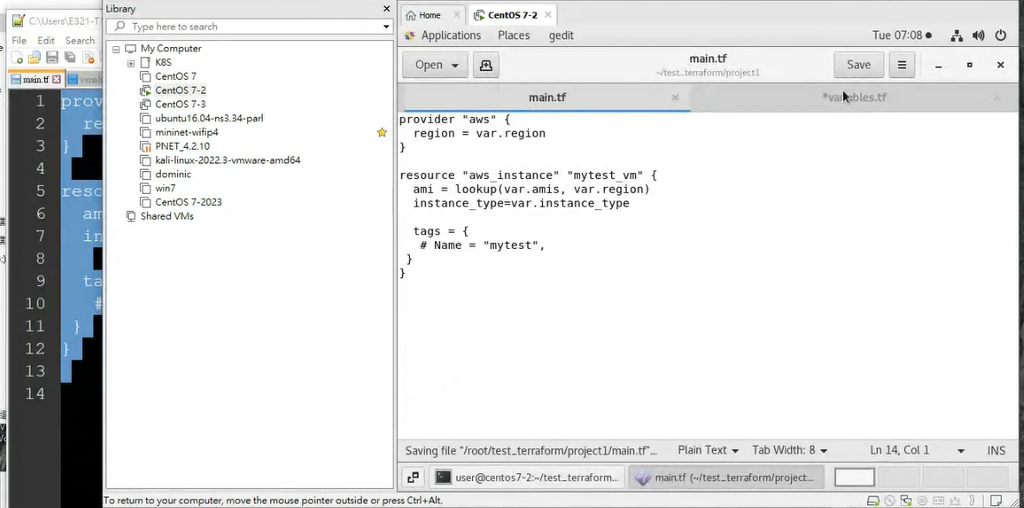 C:\Users\E321-T
File Edit Search
main.tf
variab
1 prov
2 re
3 }
4
5 reso
6 am
7 in
8
9 ta
10 #
11 }
12 }
13
14
Library
Type here to search
My Computer
K8S
CentOS 7
CentOS 7-2
CentOS 7-3
ubuntu16.04-ns3.34-parl
mininet-wifip4
PNET_4.2.10
kali-linux-2022.3-vmware-amd64
dominic
win7
CentOS 7-2023
Shared VMs
Home
CentOS 7-2
Applications Places gedit
Tue 07:08
Open
main.tf
~/test_terraform/project1
Save
main.tf
*variables.tf
provider "aws" {
region = var.region
}
resource "aws_instance" "mytest_vm" {
ami = lookup(var.amis, var.region)
instance_type=var.instance_type
tags = {
# Name = "mytest",
}
}
Saving file "/root/test_terraform/project1/main.tf"... Plain Text Tab Width: 8 Ln 14, Col 1 INS
user@centos7-2:~/test_terraform... main.tf (~/test_terraform/project...
To return to your computer, move the mouse pointer outside or press Ctrl+Alt.